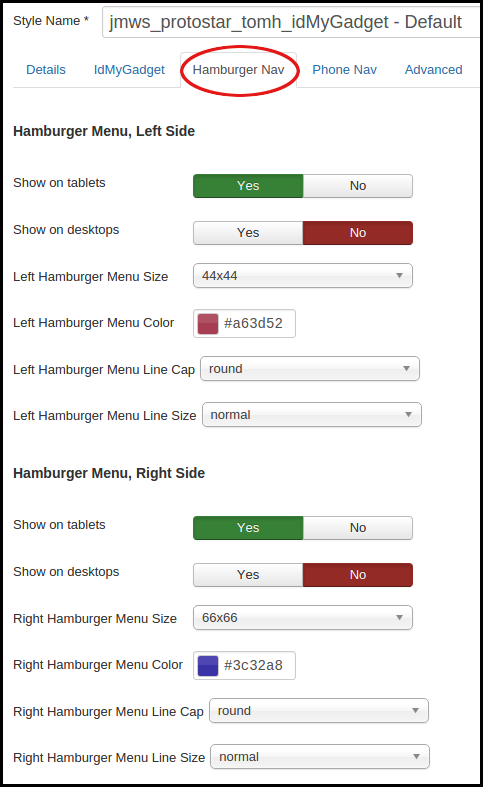 Style Name * jmws_protostar_tomh_idMyGadget - Default
Details IdMyGadget Hamburger Nav Phone Nav Advanced
Hamburger Menu, Left Side
Show on tablets Yes No
Show on desktops Yes No
Left Hamburger Menu Size 44x44
Left Hamburger Menu Color #a63d52
Left Hamburger Menu Line Cap round
Left Hamburger Menu Line Size normal
Hamburger Menu, Right Side
Show on tablets Yes No
Show on desktops Yes No
Right Hamburger Menu Size 66x66
Right Hamburger Menu Color #3c32a8
Right Hamburger Menu Line Cap round
Right Hamburger Menu Line Size normal